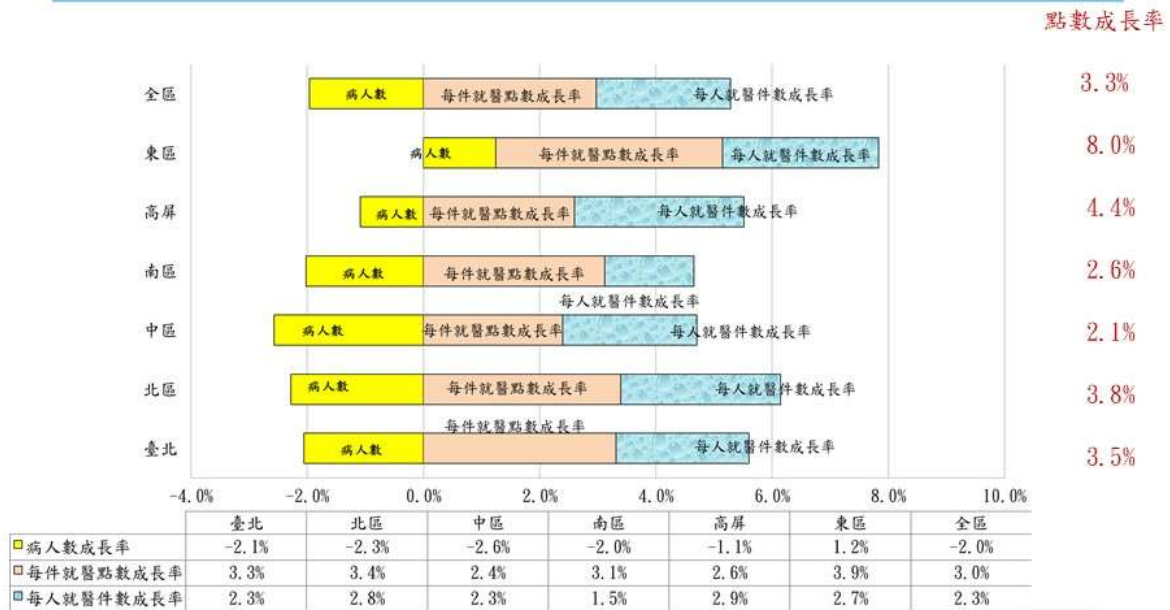 點數成長率
全區 病人數 每件就醫點數成長率 每人就醫件數成長率 3.3%
東區 病人數 每件就醫點數成長率 每人就醫件數成長率 8.0%
高屏 病人數 每件就醫點數成長率 每人就醫件數成長率 4.4%
南區 病人數 每件就醫點數成長率 2.6%
每人就醫件數成長率
中區 病人數 每件就醫點數成長率 每人就醫件數成長率 2.1%
北區 病人數 每件就醫點數成長率 每人就醫件數成長率 3.8%
每件就醫點數成長率
臺北 病人數 每人就醫件數成長率 3.5%
-4.0% -2.0% 0.0% 2.0% 4.0% 6.0% 8.0% 10.0%
臺北 北區 中區 南區 高屏 東區 全區
病人數成長率 -2.1% -2.3% -2.6% -2.0% -1.1% 1.2% -2.0%
每件就醫點數成長率 3.3% 3.4% 2.4% 3.1% 2.6% 3.9% 3.0%
每人就醫件數成長率 2.3% 2.8% 2.3% 1.5% 2.9% 2.7% 2.3%